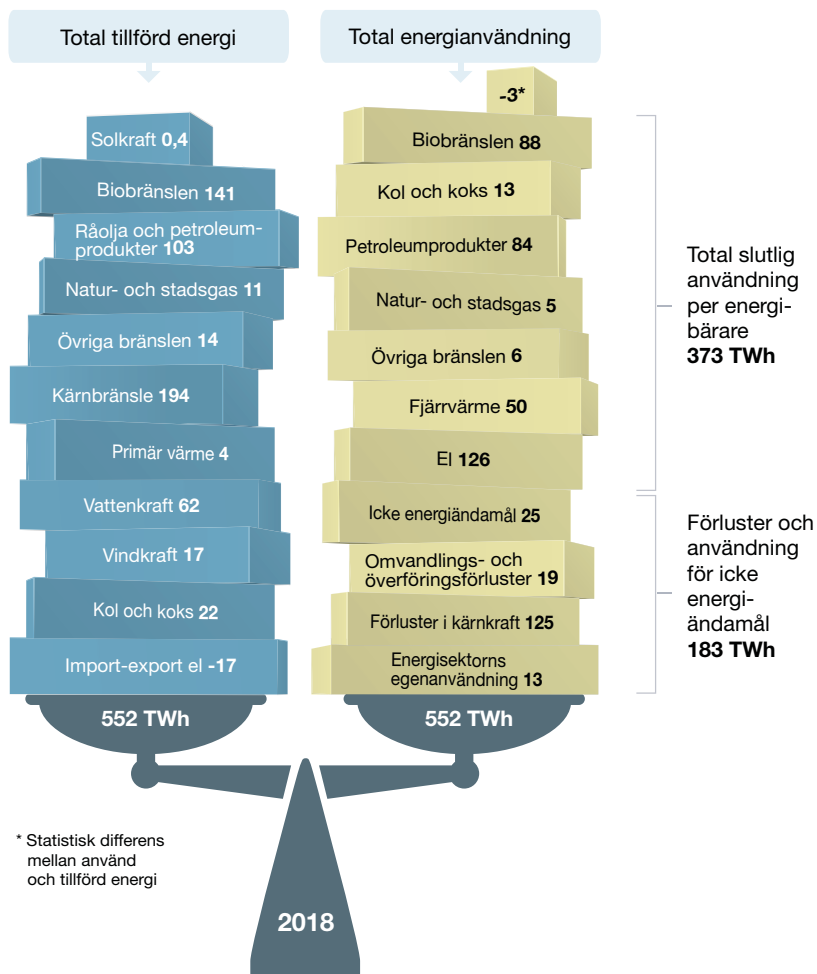 Total tillförd energi
Solkraft 0,4
Biobränslen 141
Råolja och petroleum-
produkter 103
Natur- och stadsgas 11
Övriga bränslen 14
Kärnbränsle 194
Primär värme 4
Vattenkraft 62
Vindkraft 17
Kol och koks 22
Import-export el -17
552 TWh
Total energianvändning
-3*
Biobränslen 88
Kol och koks 13
Petroleumprodukter 84
Natur- och stadsgas 5
Övriga bränslen 6
Fjärrvärme 50
El 126
Icke energiändamål 25
Omvandlings- och
överföringsförluster 19
Förluster i kärnkraft 125
Energisektorns
egenanvändning 13
552 TWh
Total slutlig
användning
per energi-
bärare
373 TWh
Förluster och
användning
för icke
energi-
ändamål
183 TWh
* Statistisk differens
mellan använd
och tillförd energi
2018